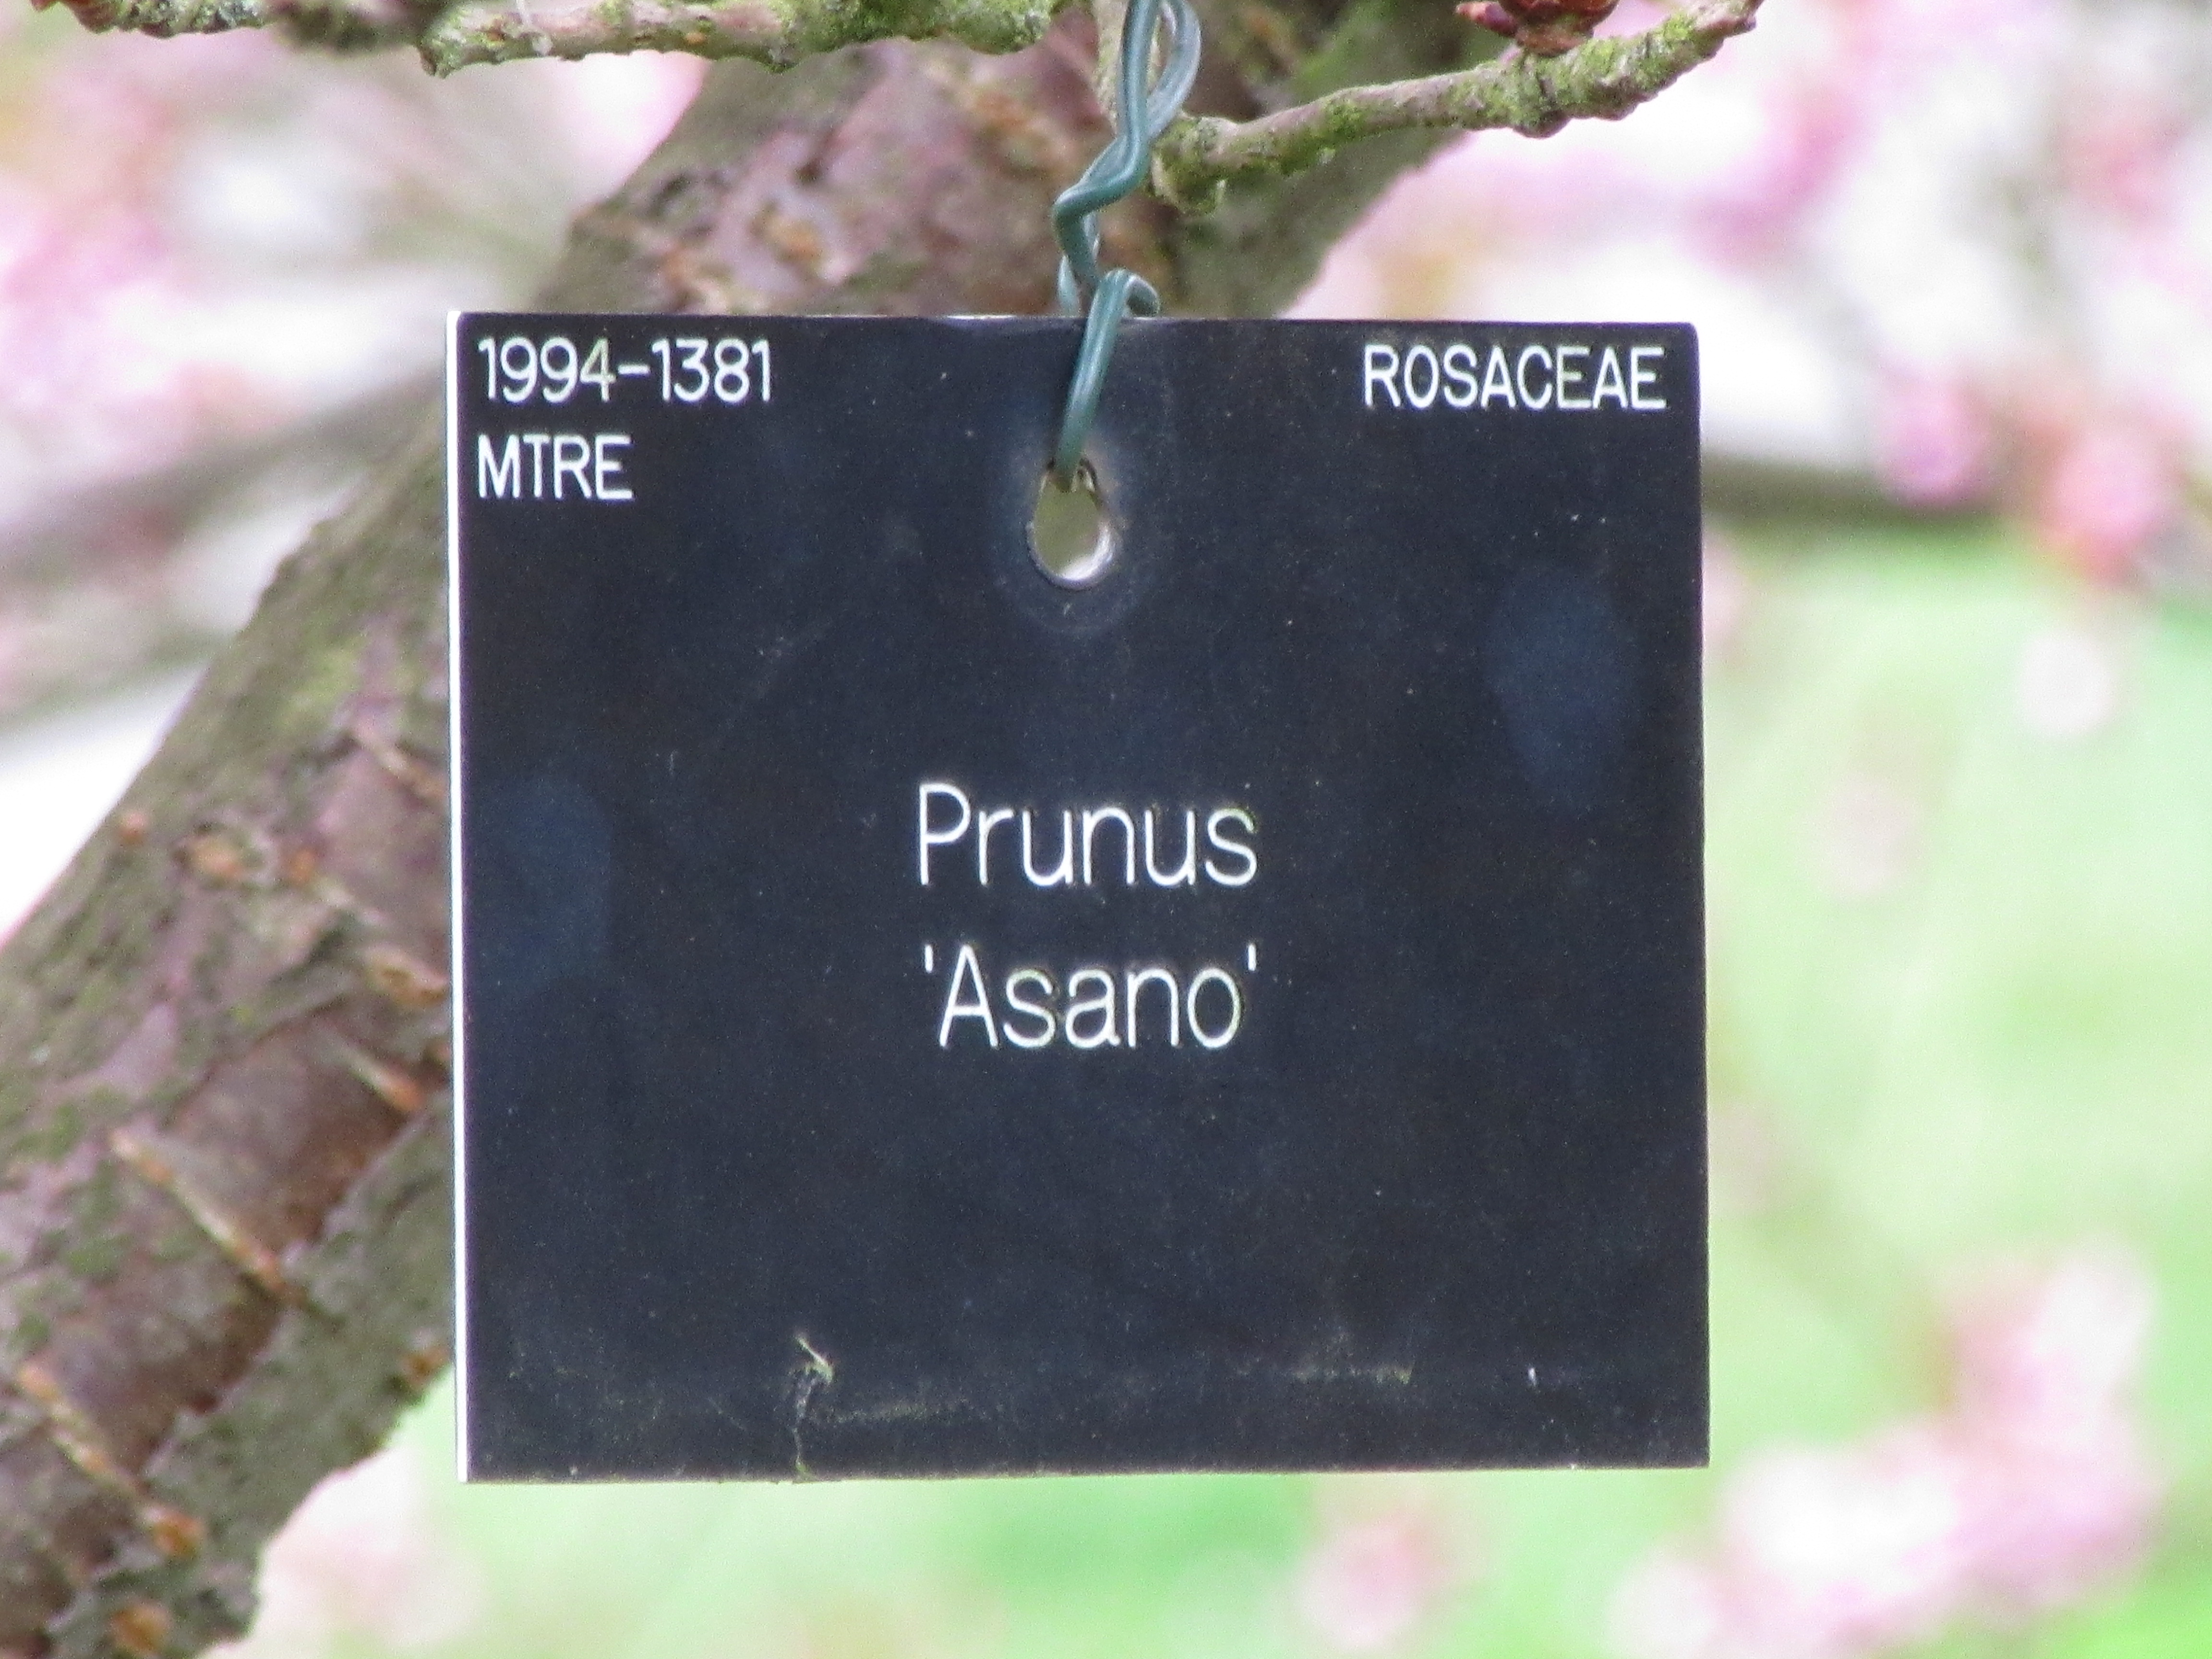 1994-1381
ROSACEAE
MTRE
Prunus
'Asano'